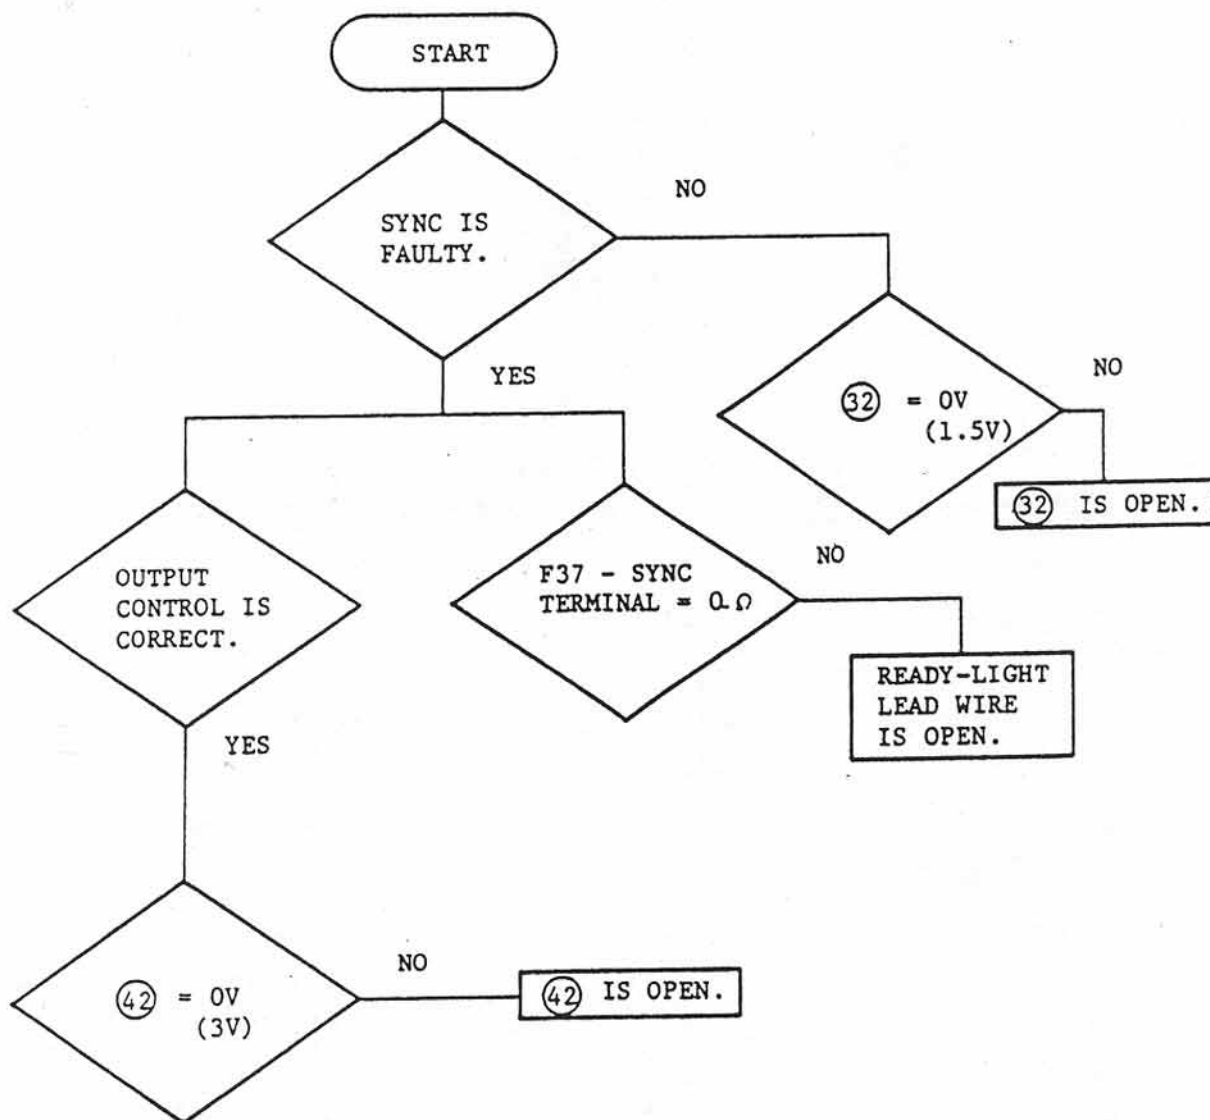 START
SYNC IS
FAULTY.
NO
YES
32 = 0V
(1.5V)
NO
32 IS OPEN.
OUTPUT
CONTROL IS
CORRECT.
YES
F37 - SYNC
TERMINAL = 0Ω
NO
READY-LIGHT
LEAD WIRE
IS OPEN.
42 = 0V
(3V)
NO
42 IS OPEN.